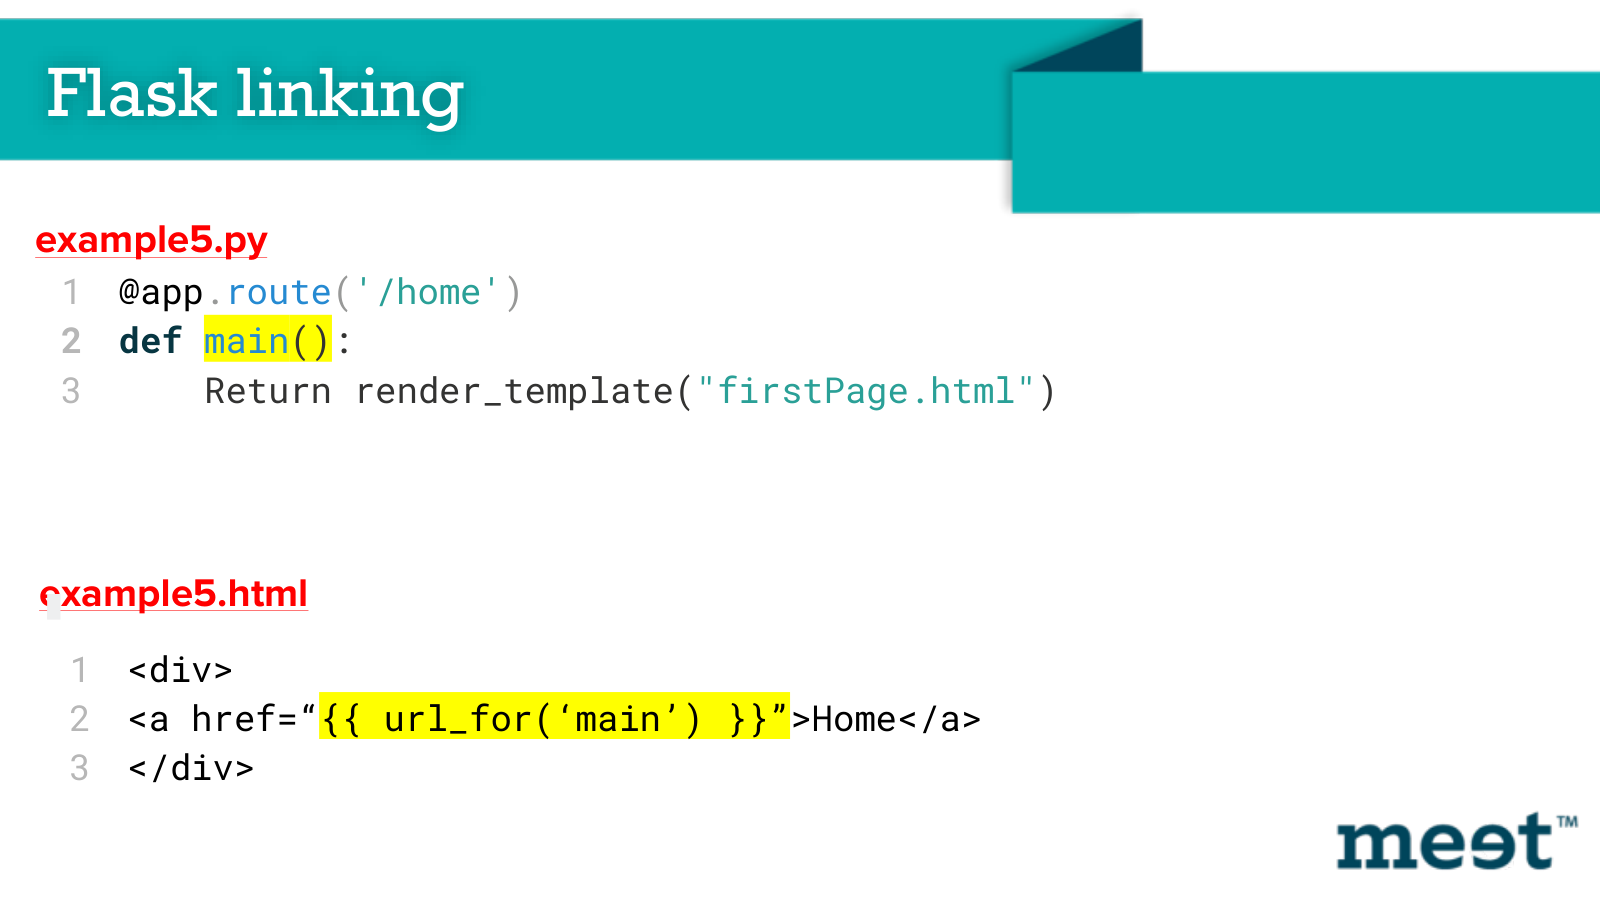 Flask linking
example5.py
1 @app.route('/home')
2 def main():
3 Return render_template("firstPage.html")
example5.html
1 <div>
2 <a href=“{{ url_for(‘main’) }}”>Home</a>
3 </div>
meet™